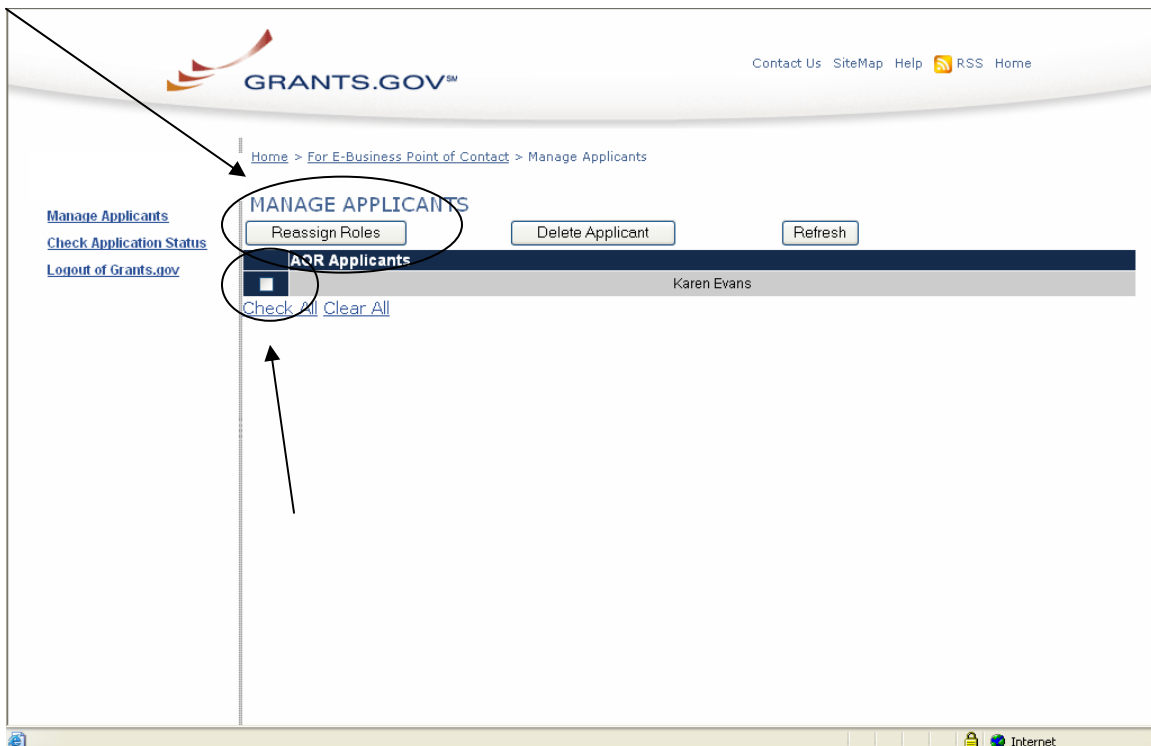 GRANTS.GOV℠
Contact Us SiteMap Help RSS Home
Home > For E-Business Point of Contact > Manage Applicants
Manage Applicants
Check Application Status
Logout of Grants.gov
MANAGE APPLICANTS
Reassign Roles Delete Applicant Refresh
AOR Applicants
Karen Evans
Check All Clear All
Internet